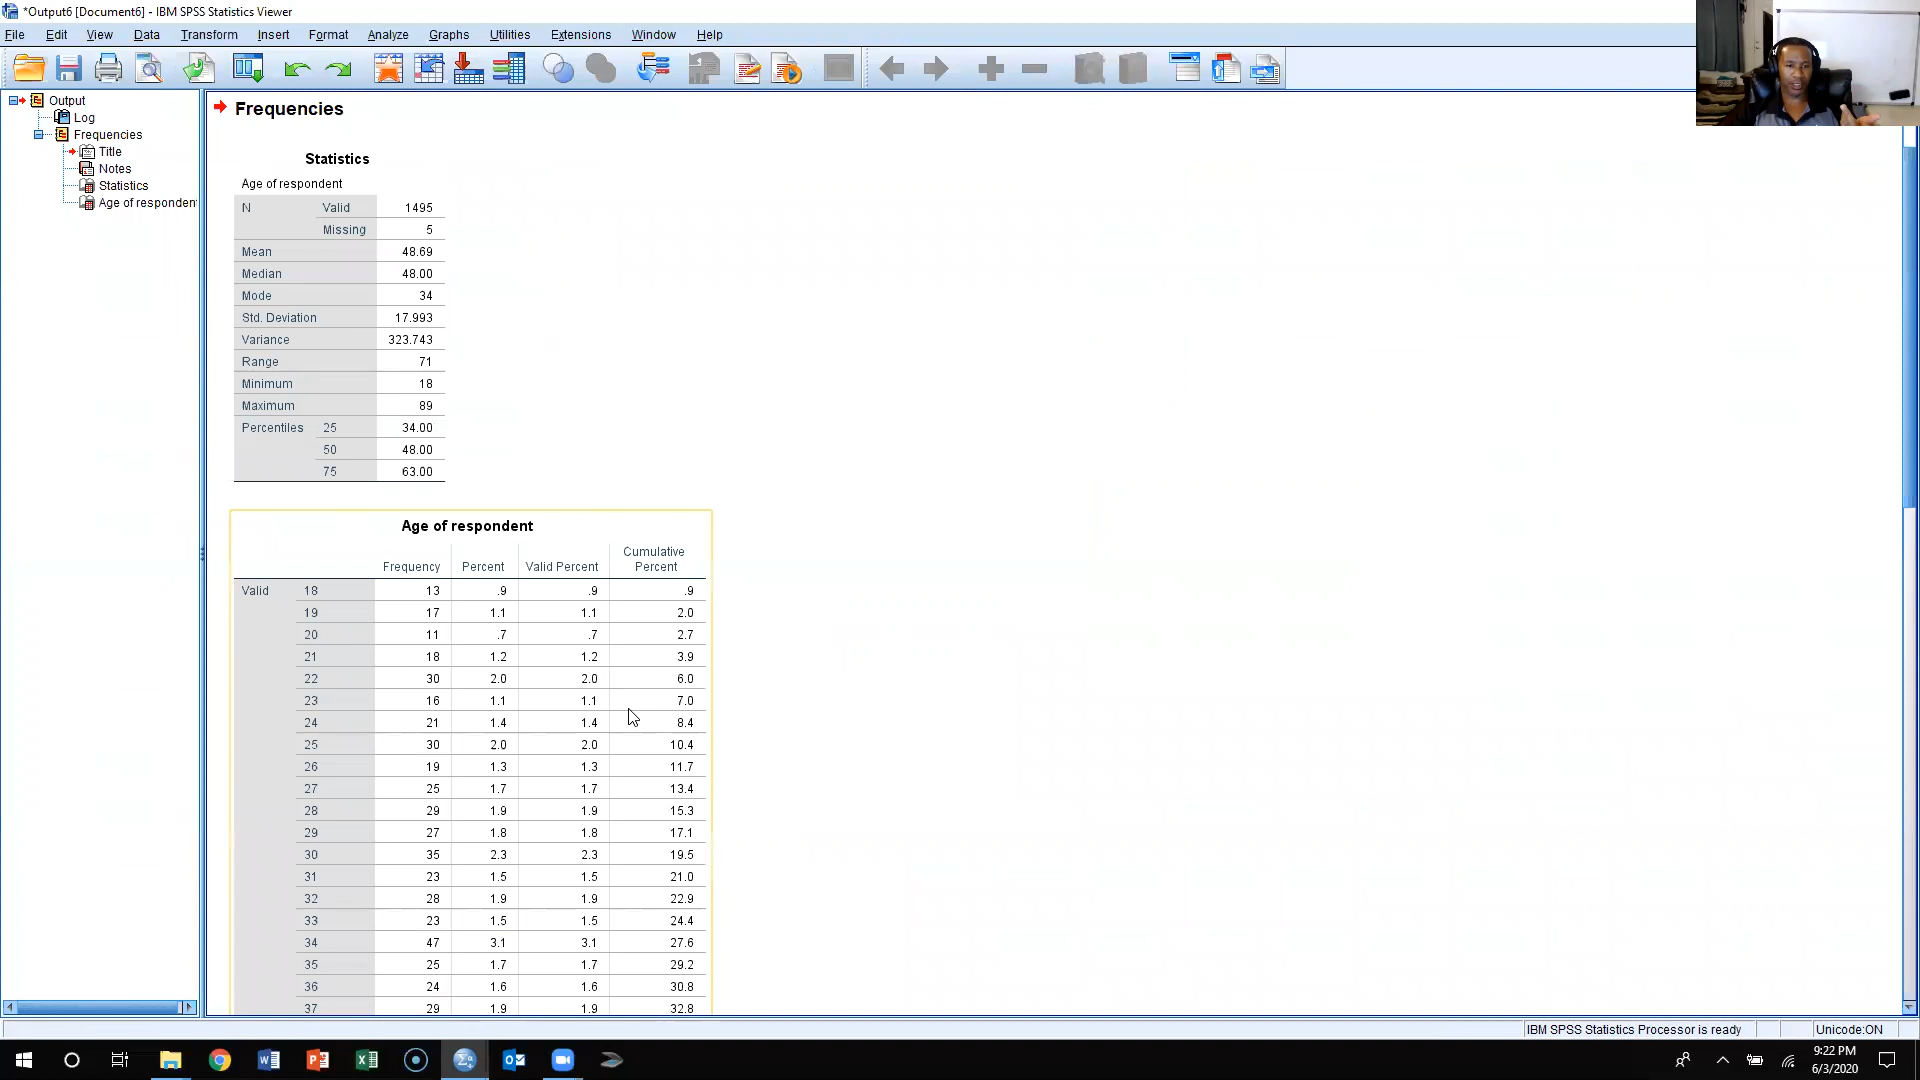 *Output6 [Document6] - IBM SPSS Statistics Viewer
File Edit View Data Transform Insert Format Analyze Graphs Utilities Extensions Window Help
Output
Log
Frequencies
Title
Notes
Statistics
Age of respondent
Frequencies
Statistics
Age of respondent
N Valid 1495
Missing 5
Mean 48.69
Median 48.00
Mode 34
Std. Deviation 17.993
Variance 323.743
Range 71
Minimum 18
Maximum 89
Percentiles 25 34.00
50 48.00
75 63.00
Age of respondent
Frequency Percent Valid Percent Cumulative Percent
Valid 18 13 .9 .9 .9
19 17 1.1 1.1 2.0
20 11 .7 .7 2.7
21 18 1.2 1.2 3.9
22 30 2.0 2.0 6.0
23 16 1.1 1.1 7.0
24 21 1.4 1.4 8.4
25 30 2.0 2.0 10.4
26 19 1.3 1.3 11.7
27 25 1.7 1.7 13.4
28 29 1.9 1.9 15.3
29 27 1.8 1.8 17.1
30 35 2.3 2.3 19.5
31 23 1.5 1.5 21.0
32 28 1.9 1.9 22.9
33 23 1.5 1.5 24.4
34 47 3.1 3.1 27.6
35 25 1.7 1.7 29.2
36 24 1.6 1.6 30.8
37 29 1.9 1.9 32.8
IBM SPSS Statistics Processor is ready Unicode:ON
9:22 PM
6/3/2020